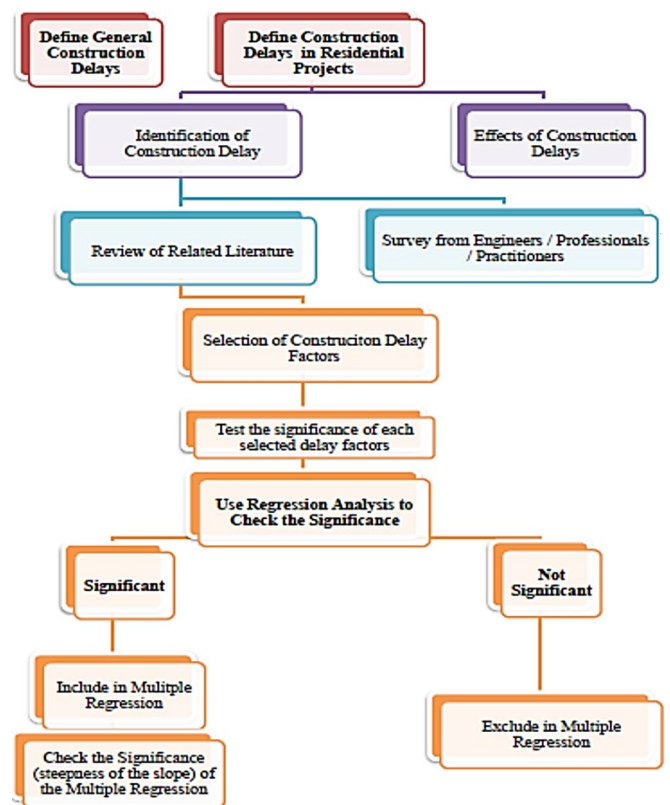 Define General
Construction
Delays
Define Construction
Delays in Residential
Projects
Identification of
Construction Delay
Effects of Construction
Delays
Review of Related Literature
Survey from Engineers / Professionals
/ Practitioners
Selection of Construciton Delay
Factors
Test the significance of each
selected delay factors
Use Regression Analysis to
Check the Significance
Significant
Not
Significant
Include in Mulitple
Regression
Exclude in Multiple
Regression
Check the Significance
(steepness of the slope) of
the Multiple Regression